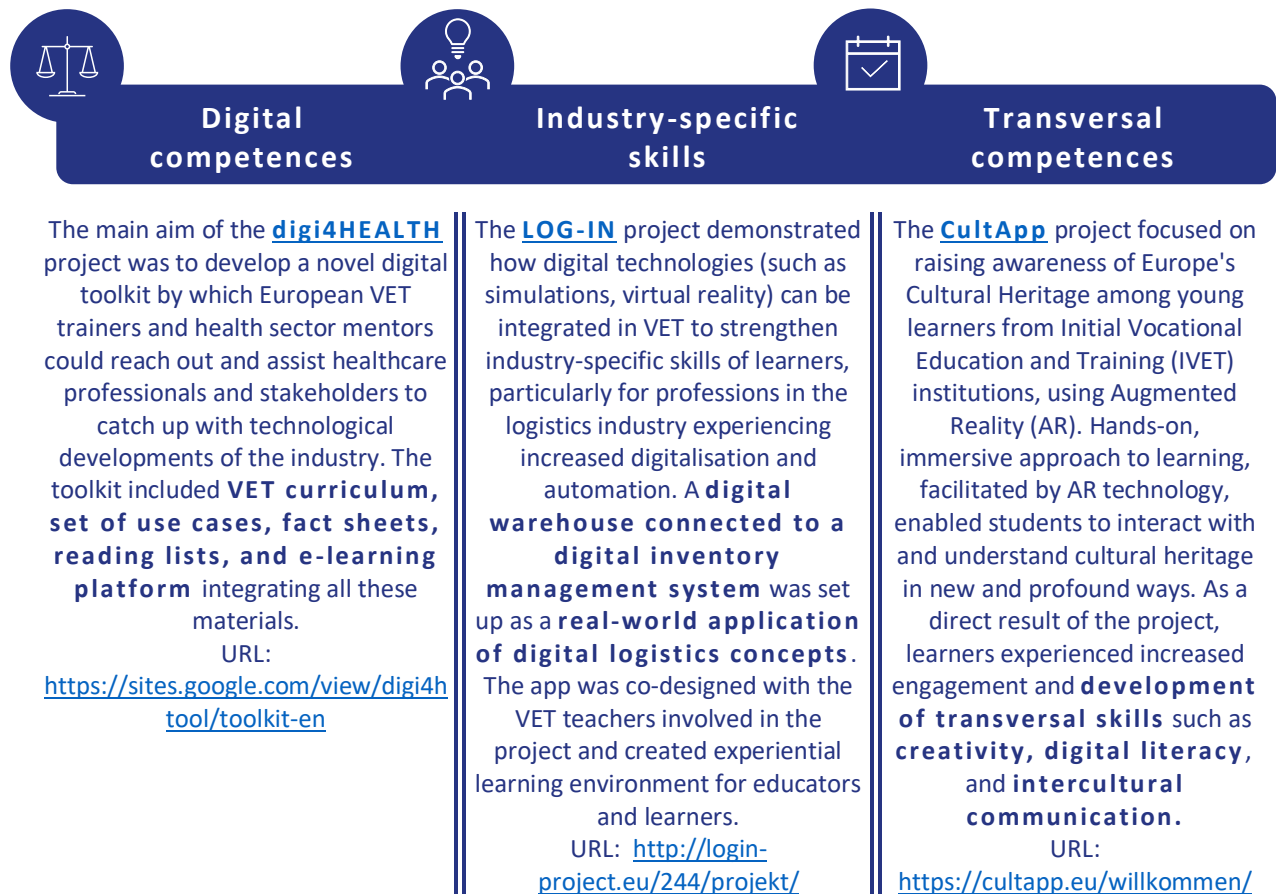 Digital
competences
Industry-specific
skills
Transversal
competences
The main aim of the digi4HEALTH
project was to develop a novel digital
toolkit by which European VET
trainers and health sector mentors
could reach out and assist healthcare
professionals and stakeholders to
catch up with technological
developments of the industry. The
toolkit included VET curriculum,
set of use cases, fact sheets,
reading lists, and e-learning
platform integrating all these
materials.
URL:
https://sites.google.com/view/digi4h
tool/toolkit-en
The LOG-IN project demonstrated
how digital technologies (such as
simulations, virtual reality) can be
integrated in VET to strengthen
industry-specific skills of learners,
particularly for professions in the
logistics industry experiencing
increased digitalisation and
automation. A digital
warehouse connected to a
digital inventory
management system was set
up as a real-world application
of digital logistics concepts.
The app was co-designed with the
VET teachers involved in the
project and created experiential
learning environment for educators
and learners.
URL: http://login-
project.eu/244/projekt/
The CultApp project focused on
raising awareness of Europe's
Cultural Heritage among young
learners from Initial Vocational
Education and Training (IVET)
institutions, using Augmented
Reality (AR). Hands-on,
immersive approach to learning,
facilitated by AR technology,
enabled students to interact with
and understand cultural heritage
in new and profound ways. As a
direct result of the project,
learners experienced increased
engagement and development
of transversal skills such as
creativity, digital literacy,
and intercultural
communication.
URL:
https://cultapp.eu/willkommen/